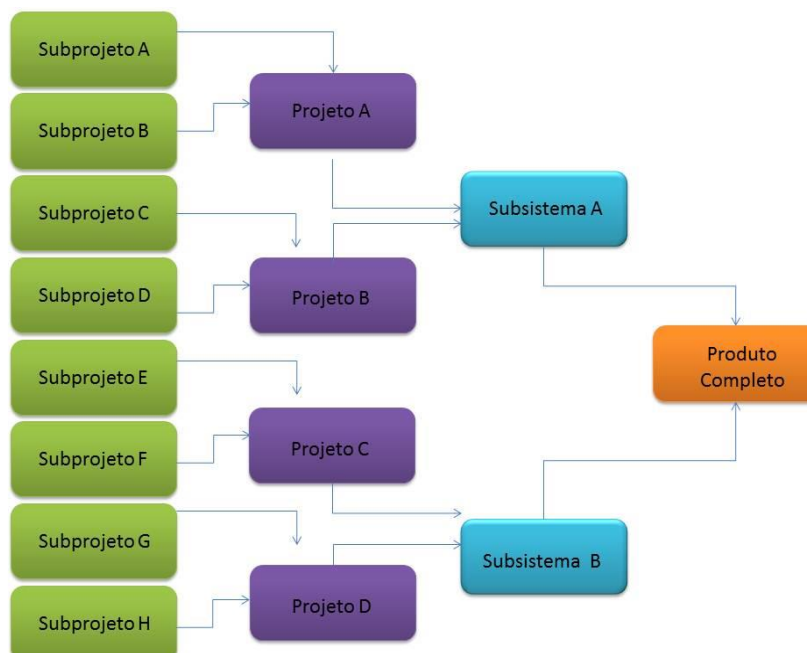 Subprojeto A
Subprojeto B
Subprojeto C
Subprojeto D
Subprojeto E
Subprojeto F
Subprojeto G
Subprojeto H
Projeto A
Projeto B
Projeto C
Projeto D
Subsistema A
Subsistema B
Produto
Completo